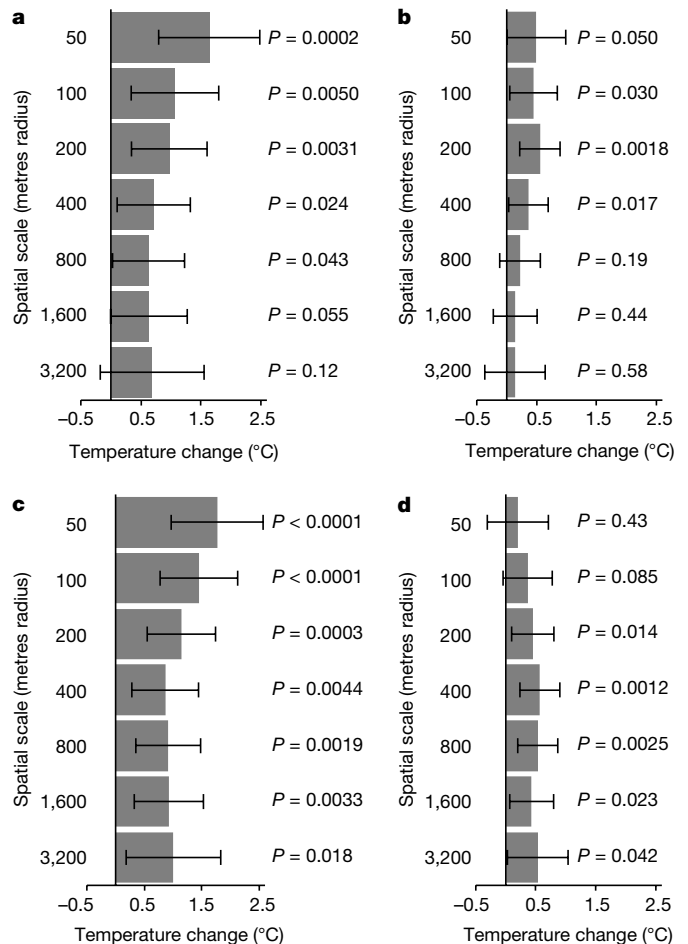 a
50 P = 0.0002
100 P = 0.0050
200 P = 0.0031
400 P = 0.024
800 P = 0.043
1,600 P = 0.055
3,200 P = 0.12
–0.5 0.5 1.5 2.5
Temperature change (°C)
Spatial scale (metres radius)
b
50 P = 0.050
100 P = 0.030
200 P = 0.0018
400 P = 0.017
800 P = 0.19
1,600 P = 0.44
3,200 P = 0.58
–0.5 0.5 1.5 2.5
Temperature change (°C)
Spatial scale (metres radius)
c
50 P < 0.0001
100 P < 0.0001
200 P = 0.0003
400 P = 0.0044
800 P = 0.0019
1,600 P = 0.0033
3,200 P = 0.018
–0.5 0.5 1.5 2.5
Temperature change (°C)
Spatial scale (metres radius)
d
50 P = 0.43
100 P = 0.085
200 P = 0.014
400 P = 0.0012
800 P = 0.0025
1,600 P = 0.023
3,200 P = 0.042
–0.5 0.5 1.5 2.5
Temperature change (°C)
Spatial scale (metres radius)